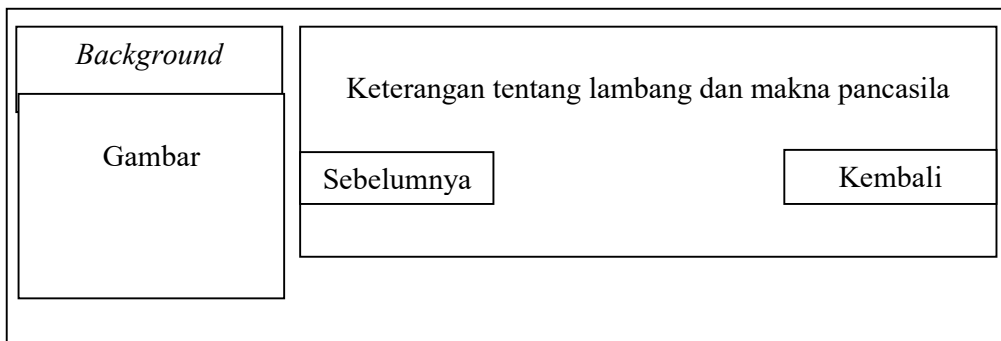 Background
Keterangan tentang lambang dan makna pancasila
Gambar
Sebelumnya
Kembali